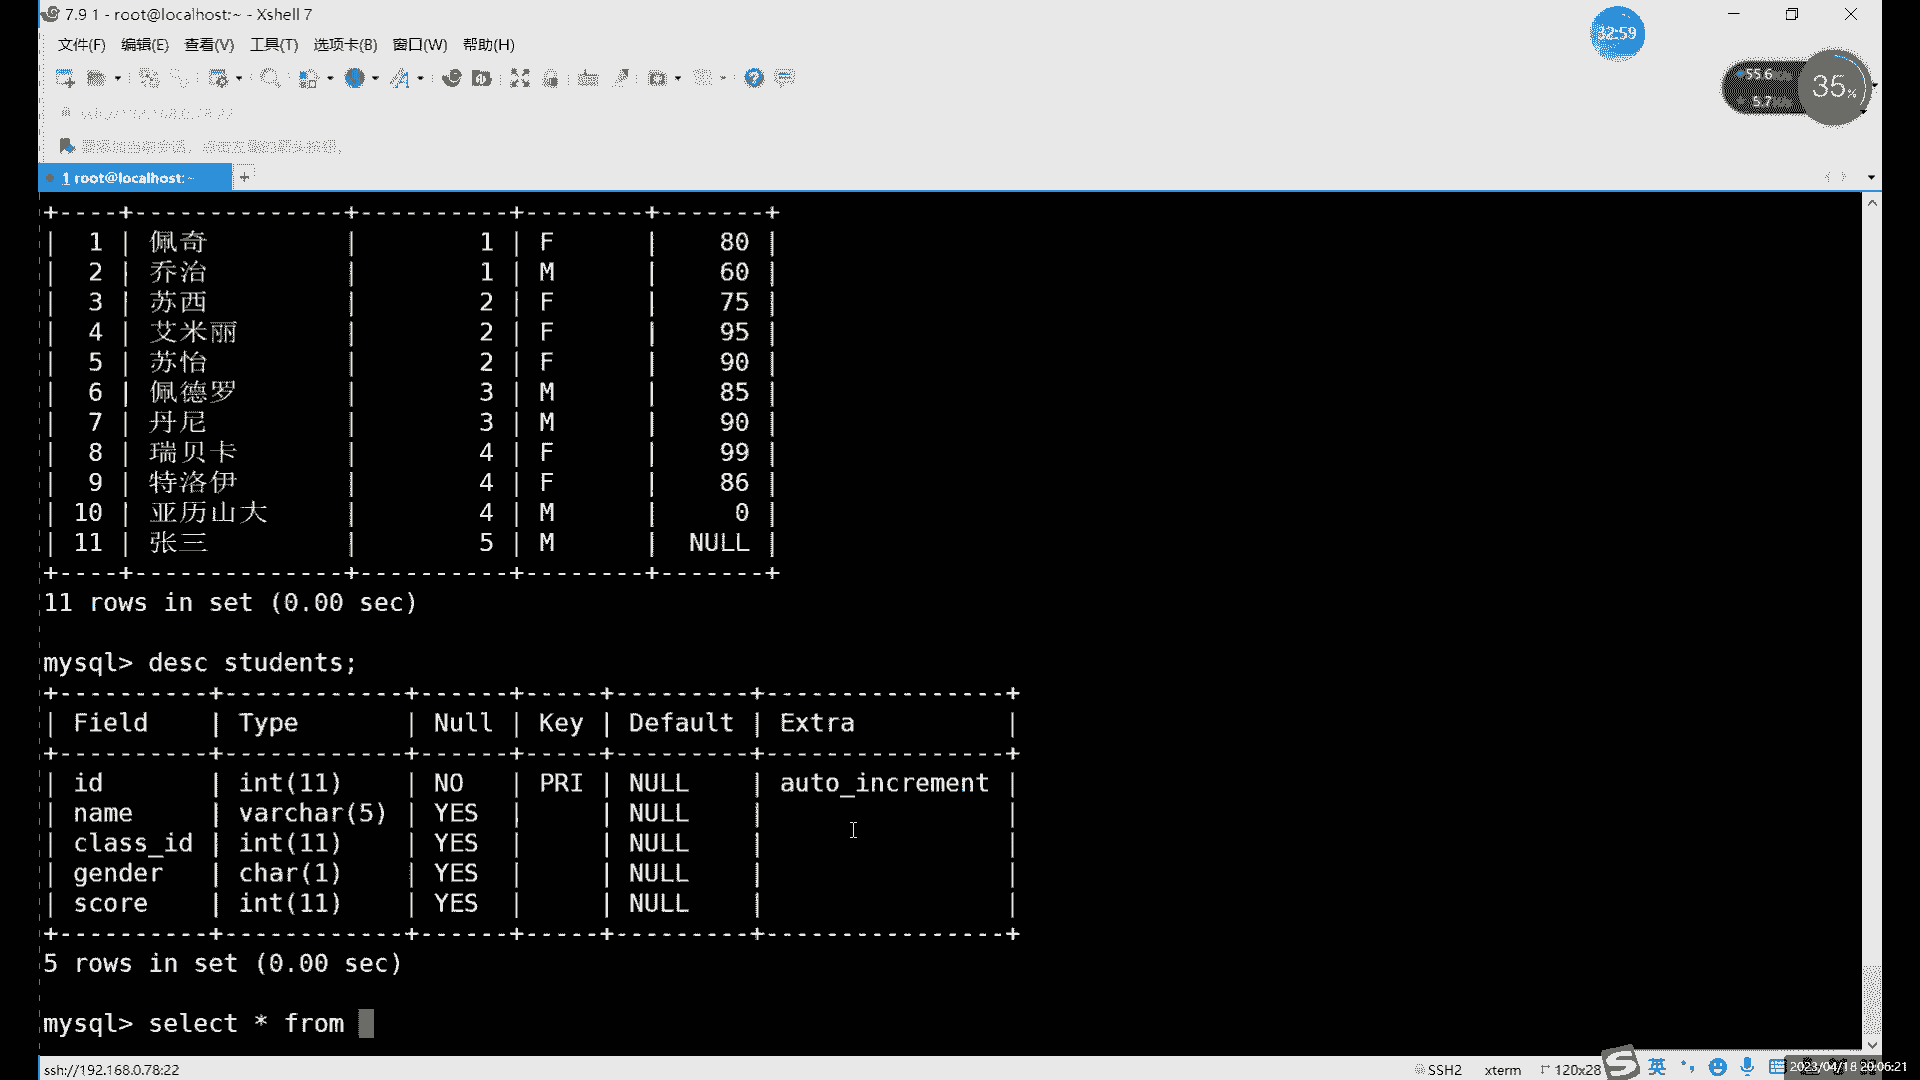 7.9 1 - root@localhost:~ - Xshell 7
32:59
文件(F) 编辑(E) 查看(V) 工具(T) 选项卡(B) 窗口(W) 帮助(H)
55.6
5.7
35%
1 root@localhost:~
+----+--------------+----------+--------+-------+
| 1 | 佩奇 | 1 | F | 80 |
| 2 | 乔治 | 1 | M | 60 |
| 3 | 苏西 | 2 | F | 75 |
| 4 | 艾米丽 | 2 | F | 95 |
| 5 | 苏怡 | 2 | F | 90 |
| 6 | 佩德罗 | 3 | M | 85 |
| 7 | 丹尼 | 3 | M | 90 |
| 8 | 瑞贝卡 | 4 | F | 99 |
| 9 | 特洛伊 | 4 | F | 86 |
| 10 | 亚历山大 | 4 | M | 0 |
| 11 | 张三 | 5 | M | NULL |
+----+--------------+----------+--------+-------+
11 rows in set (0.00 sec)
mysql> desc students;
+----------+------------+------+-----+---------+----------------+
| Field | Type | Null | Key | Default | Extra |
+----------+------------+------+-----+---------+----------------+
| id | int(11) | NO | PRI | NULL | auto_increment |
| name | varchar(5) | YES | | NULL | |
| class_id | int(11) | YES | | NULL | |
| gender | char(1) | YES | | NULL | |
| score | int(11) | YES | | NULL | |
+----------+------------+------+-----+---------+----------------+
5 rows in set (0.00 sec)
mysql> select * from
ssh://192.168.0.78:22
SSH2 xterm 120x28
英
2023/04/18 20:06:21